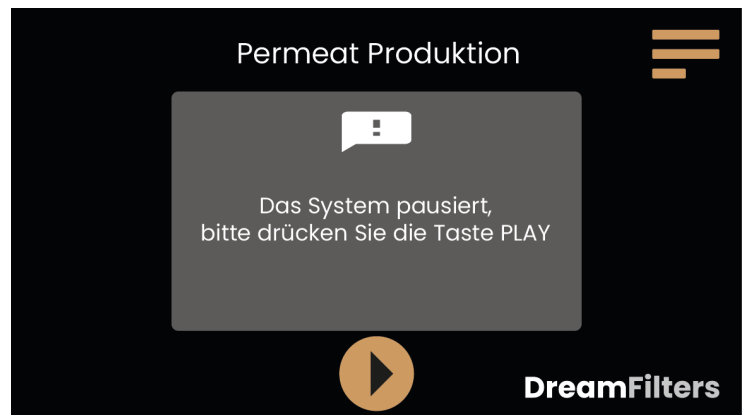 Permeat Produktion
Das System pausiert,
bitte drücken Sie die Taste PLAY
DreamFilters